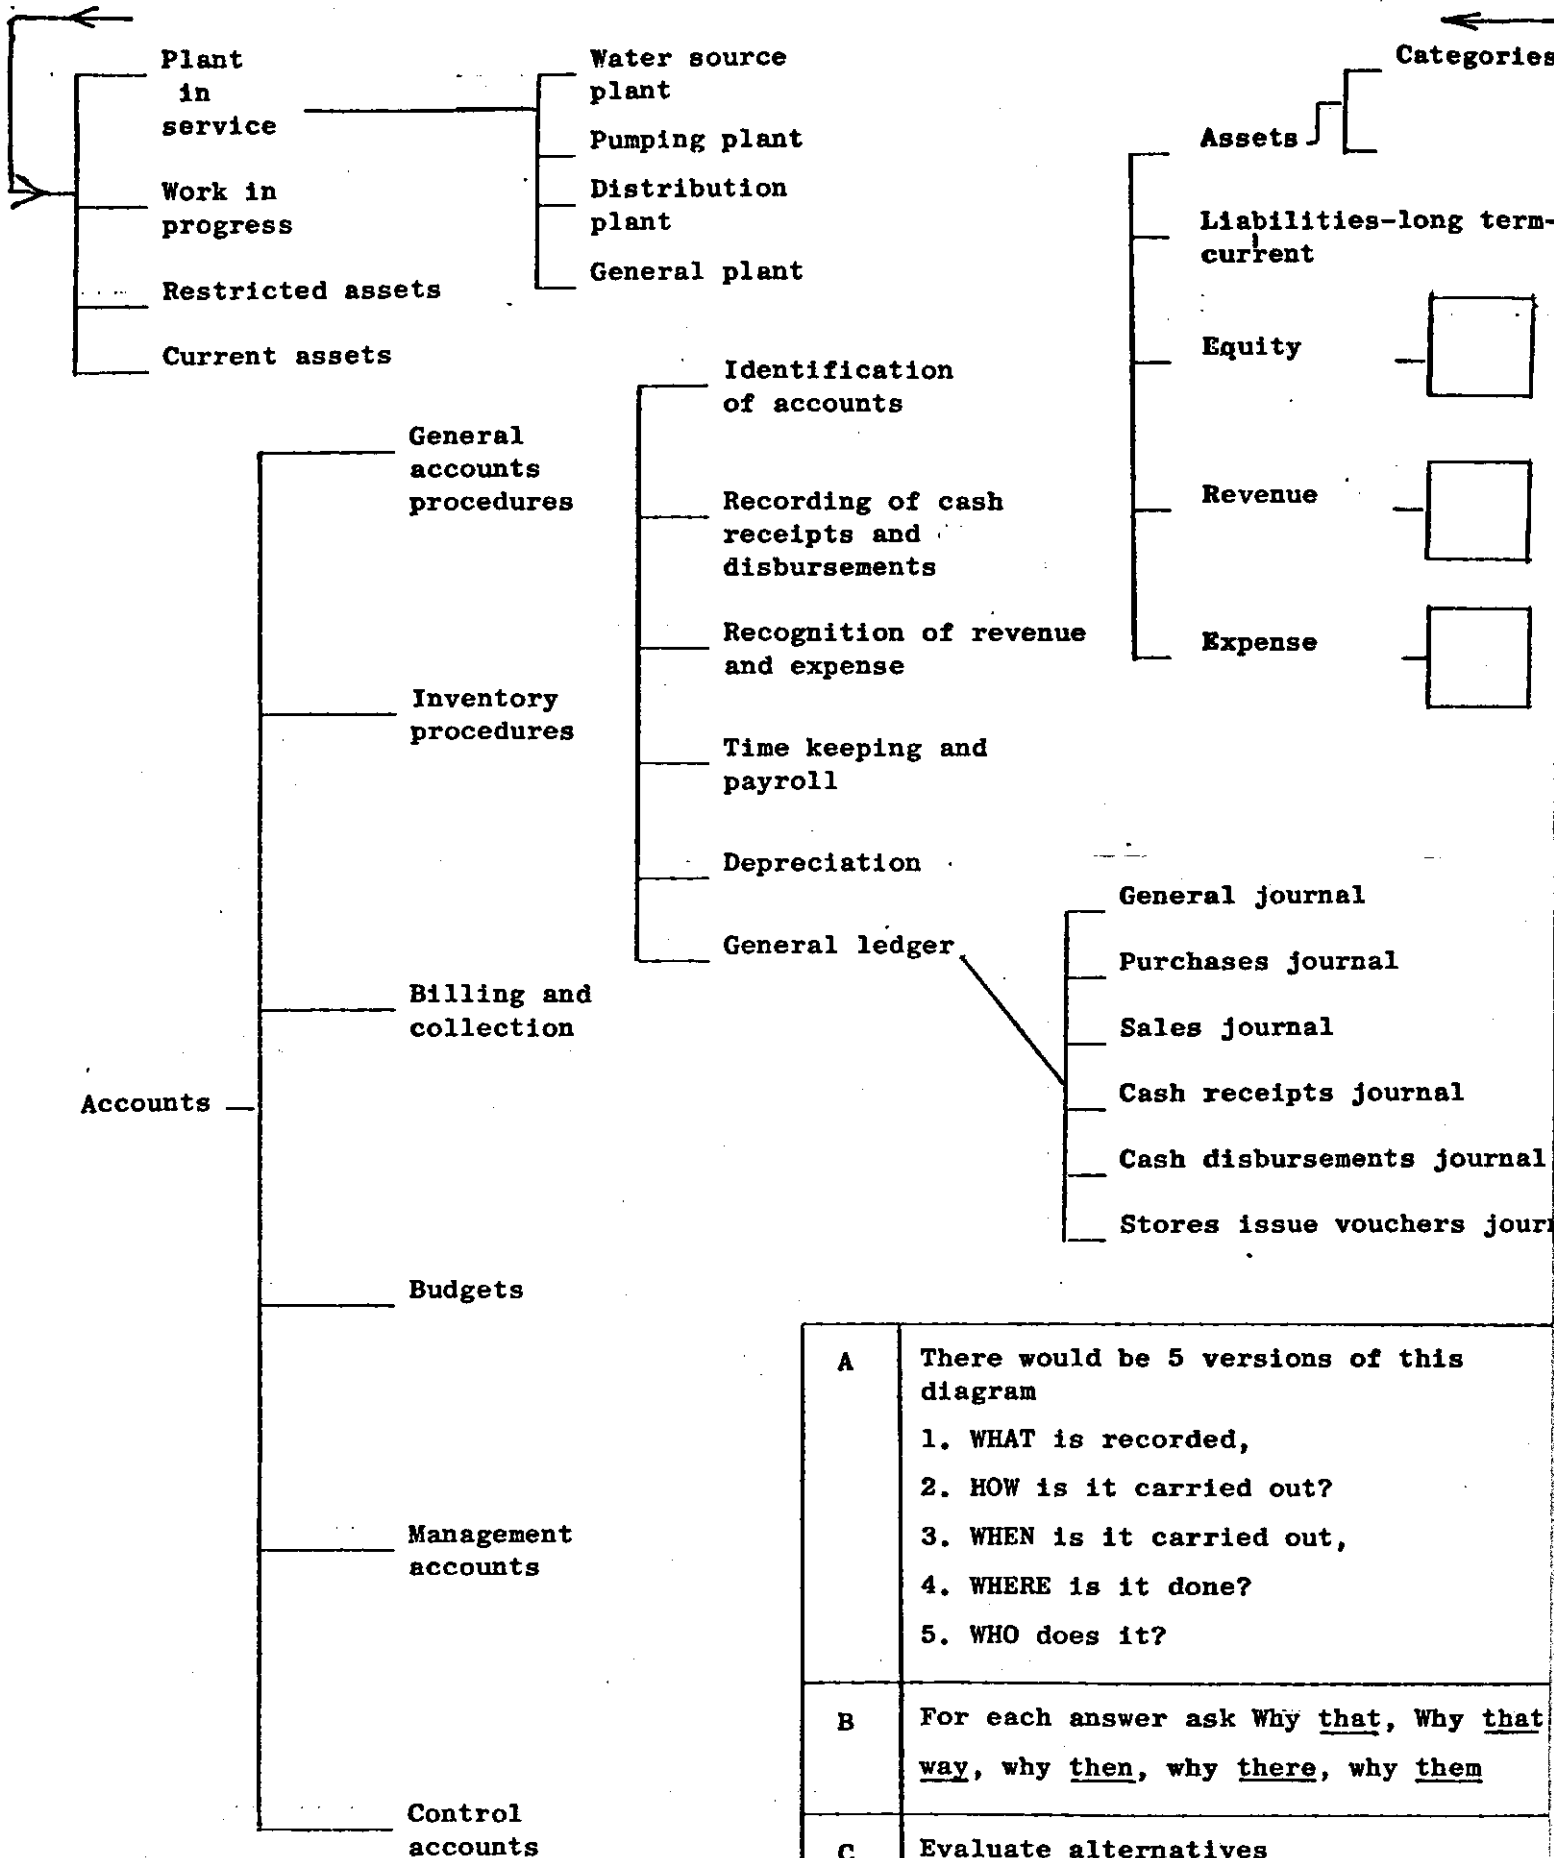 Plant
in
service
Work in
progress
Restricted assets
Current assets
Water source
plant
Pumping plant
Distribution
plant
General plant
Categories
Assets
Liabilities-long term-
current
Equity
Revenue
Expense
Identification
of accounts
Recording of cash
receipts and
disbursements
Recognition of revenue
and expense
Time keeping and
payroll
Depreciation
General ledger
General accounts
procedures
Inventory
procedures
Billing and
collection
Accounts
Budgets
Management
accounts
Control
accounts
General journal
Purchases journal
Sales journal
Cash receipts journal
Cash disbursements journal
Stores issue vouchers
A
There would be 5 versions of this
diagram
1. WHAT is recorded,
2. HOW is it carried out?
3. WHEN is it carried out,
4. WHERE is it done?
5. WHO does it?
B
For each answer ask Why that, Why that
way, why then, why there, why them
C
Evaluate alternatives